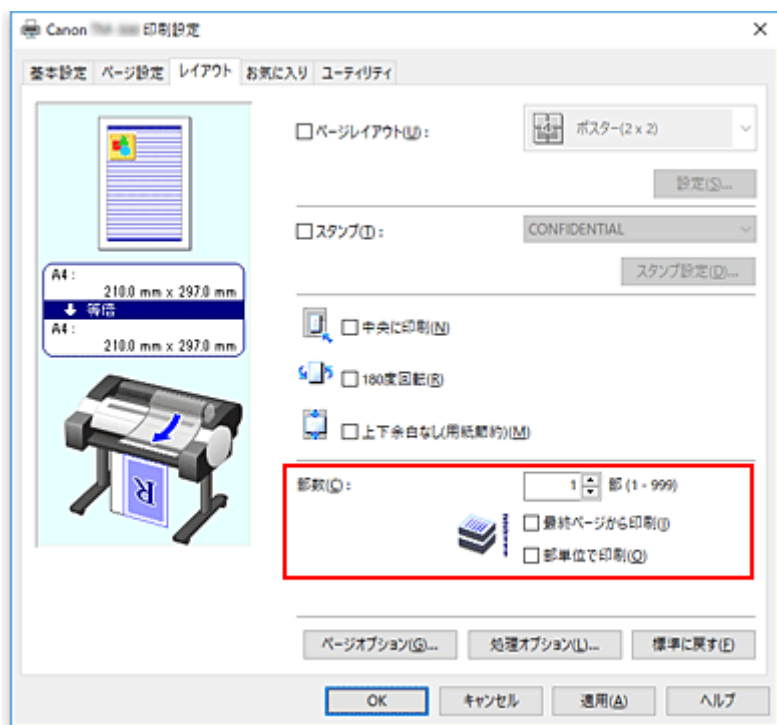 Canon 印刷設定
基本設定 ページ設定 レイアウト お気に入り ユーティリティ
ページレイアウト(U): ポスター(2 x 2)
設定(S)...
スタンプ(T): CONFIDENTIAL
スタンプ設定(D)...
A4:
210.0 mm x 297.0 mm
等倍
A4:
210.0 mm x 297.0 mm
中央に印刷(N)
180度回転(R)
上下余白なし(用紙節約)(M)
R
部数(C): 1 部 (1 - 999)
最終ページから印刷(I)
部単位で印刷(O)
ページオプション(G)... 処理オプション(L)... 標準に戻す(F)
OK キャンセル 適用(A) ヘルプ